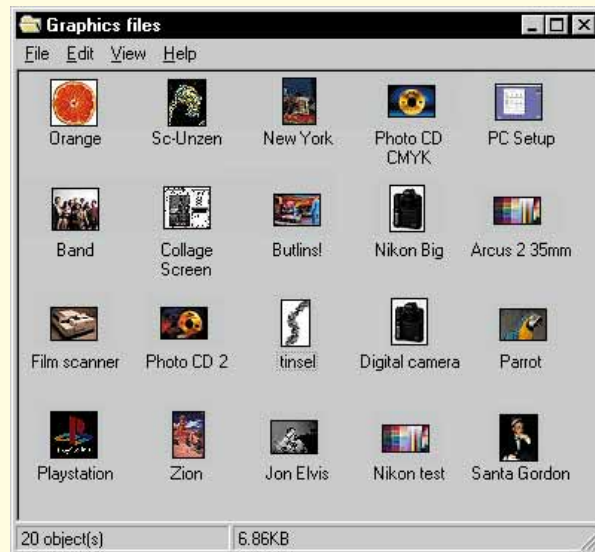 Graphics files
File Edit View Help
Orange Sc-Unzen New York Photo CD CMYK PC Setup
Band Collage Screen Butlins! Nikon Big Arcus 2 35mm
Film scanner Photo CD 2 tinsel Digital camera Parrot
Playstation Zion Jon Elvis Nikon test Santa Gordon
20 object(s) 6.86KB